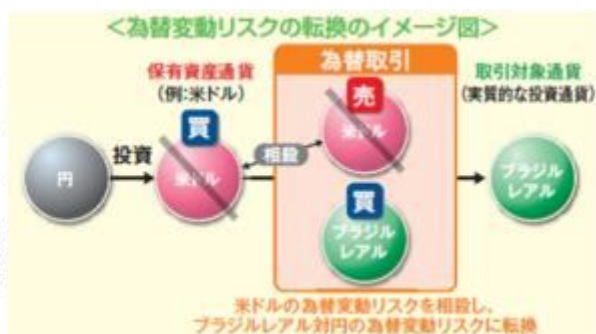 <為替変動リスクの転換のイメージ図>
保有資産通貨
(例:米ドル)
為替取引
取引対象通貨
(実質的な投資通貨)
売
米ドル
買
投資
相殺
円
米ドル
ブラジル
レアル
買
ブラジル
レアル
米ドルの為替変動リスクを相殺し、
ブラジルレアル対円の為替変動リスクに転換